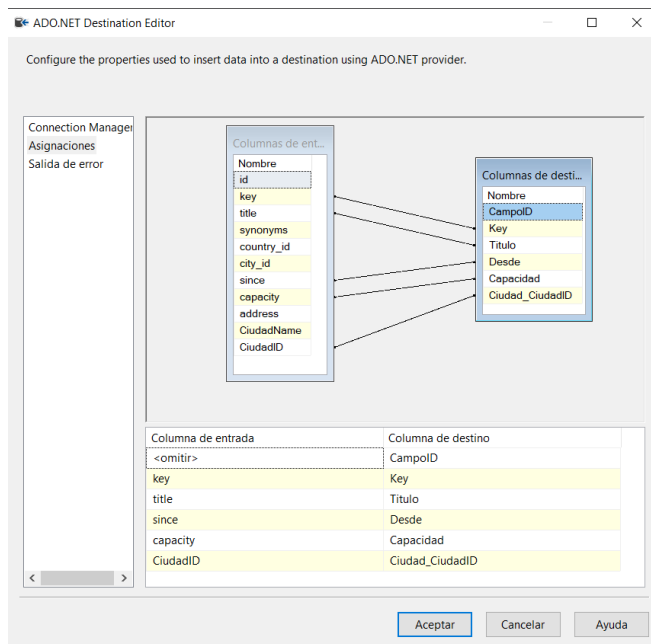 ADO.NET Destination Editor
Configure the properties used to insert data into a destination using ADO.NET provider.
Connection Manager
Asignaciones
Salida de error
Columnas de ent...
Nombre
id
key
title
synonyms
country_id
city_id
since
capacity
address
CiudadName
CiudadID
Columnas de desti...
Nombre
CampoID
Key
Titulo
Desde
Capacidad
Ciudad_CiudadID
Columna de entrada Columna de destino
<omitir> CampoID
key Key
title Titulo
since Desde
capacity Capacidad
CiudadID Ciudad_CiudadID
Aceptar Cancelar Ayuda